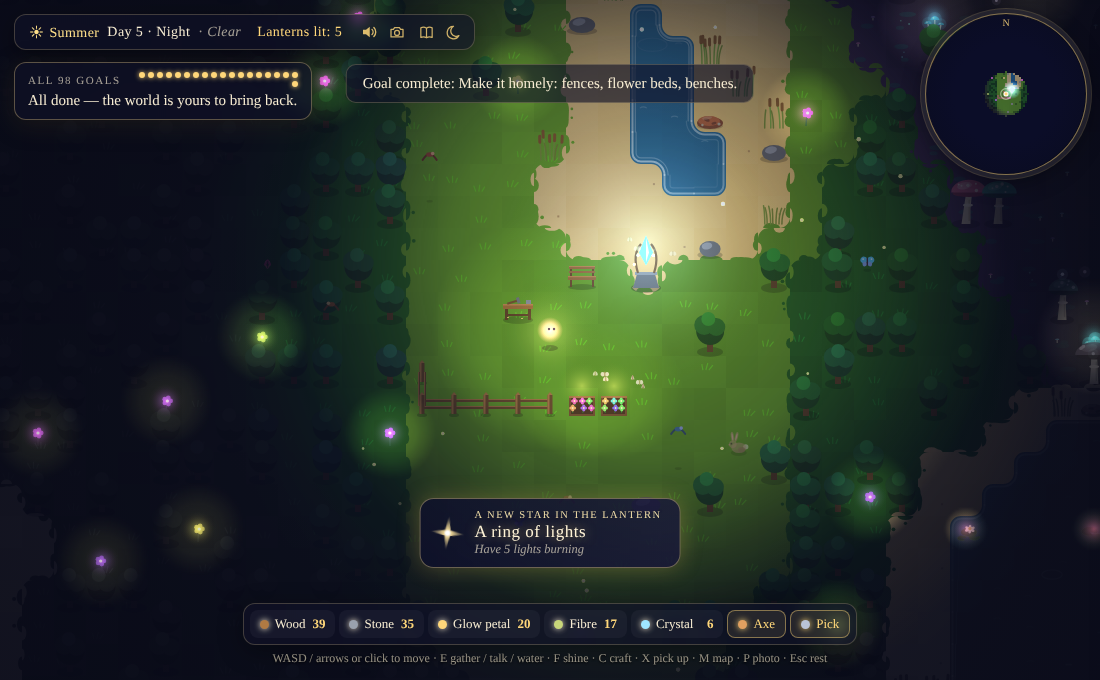 Summer Day 5 · Night · Clear Lanterns lit: 5
ALL 98 GOALS
All done — the world is yours to bring back.
Goal complete: Make it homely: fences, flower beds, benches.
N
A NEW STAR IN THE LANTERN
A ring of lights
Have 5 lights burning
Wood 39 Stone 35 Glow petal 20 Fibre 17 Crystal 6 Axe Pick
WASD / arrows or click to move · E gather / talk / water · F shine · C craft · X pick up · M map · P photo · Esc rest